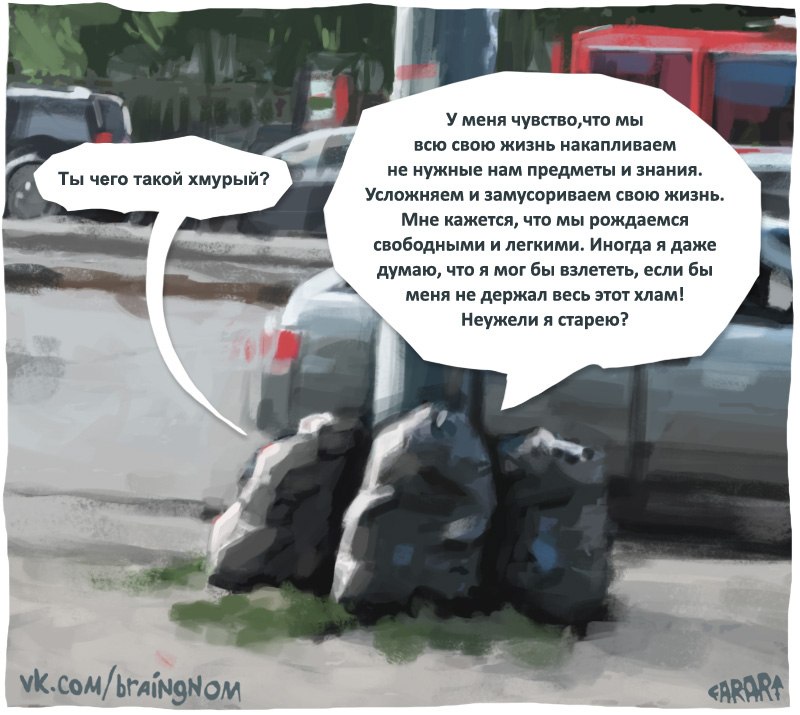 Ты чего такой хмурый?
У меня чувство,что мы
всю свою жизнь накапливаем
не нужные нам предметы и знания.
Усложняем и замусориваем свою жизнь.
Мне кажется, что мы рождаемся
свободными и легкими. Иногда я даже
думаю, что я мог бы взлететь, если бы
меня не держал весь этот хлам!
Неужели я старею?
vk.com/braingnom
FARART